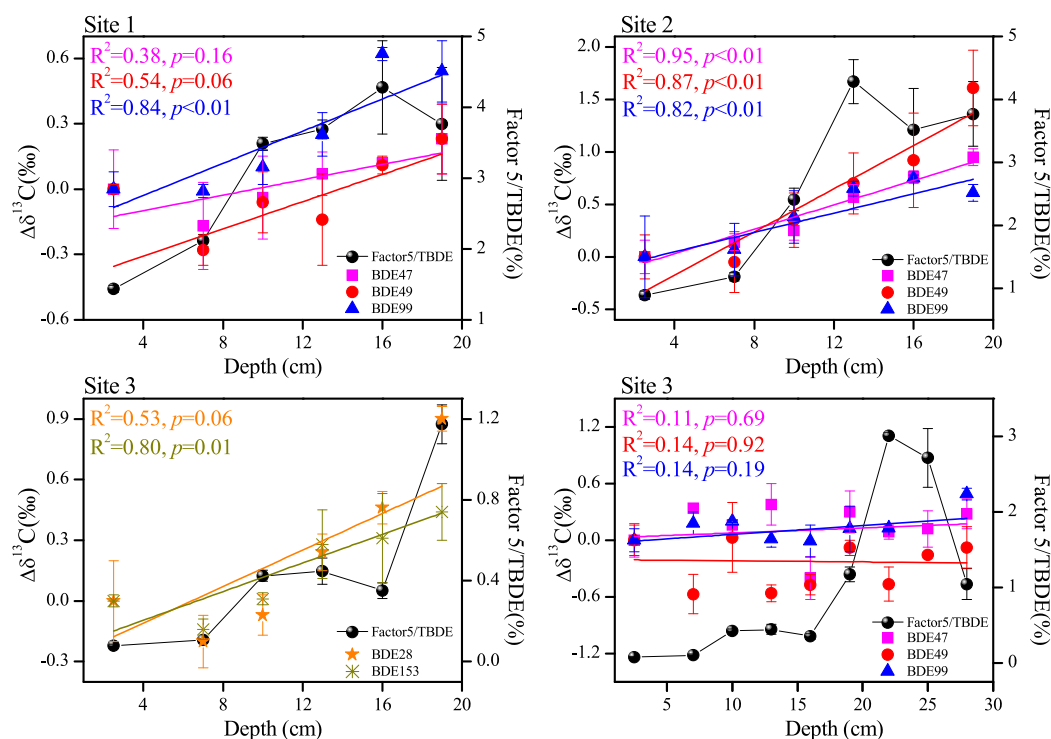 Site 1
R²=0.38, p=0.16
R²=0.54, p=0.06
R²=0.84, p<0.01
Δδ¹³C(‰)
0.6
0.3
0.0
-0.3
-0.6
5
4
3
2
1
Factor 5/TBDE(%)
Factor5/TBDE
BDE47
BDE49
BDE99
4 8 12 16 20
Depth (cm)
Site 2
R²=0.95, p<0.01
R²=0.87, p<0.01
R²=0.82, p<0.01
Δδ¹³C(‰)
2.0
1.5
1.0
0.5
0.0
-0.5
5
4
3
2
1
Factor 5/TBDE(%)
Factor5/TBDE
BDE47
BDE49
BDE99
4 8 12 16 20
Depth (cm)
Site 3
R²=0.53, p=0.06
R²=0.80, p=0.01
Δδ¹³C(‰)
0.9
0.6
0.3
0.0
-0.3
1.2
0.8
0.4
0.0
Factor 5/TBDE(%)
Factor5/TBDE
BDE28
BDE153
4 8 12 16 20
Depth (cm)
Site 3
R²=0.11, p=0.69
R²=0.14, p=0.92
R²=0.14, p=0.19
Δδ¹³C(‰)
1.2
0.6
0.0
-0.6
-1.2
3
2
1
0
Factor 5/TBDE(%)
Factor5/TBDE
BDE47
BDE49
BDE99
5 10 15 20 25 30
Depth (cm)